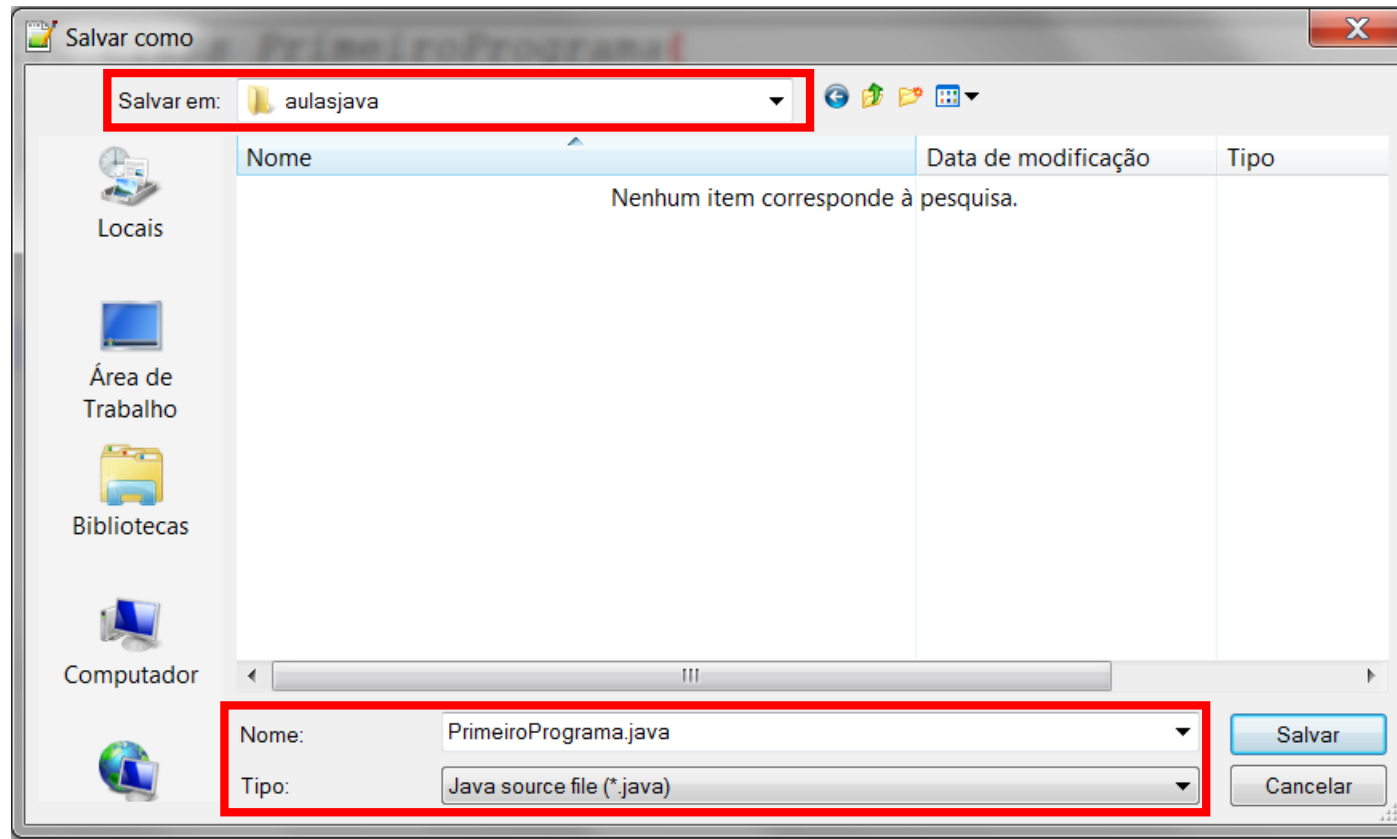 Salvar como
PrimeiroPrograma{
Salvar em: aulasjava
Nome Data de modificação Tipo
Nenhum item corresponde à pesquisa.
Locais
Área de
Trabalho
Bibliotecas
Computador
Nome: PrimeiroPrograma.java Salvar
Tipo: Java source file (*.java) Cancelar